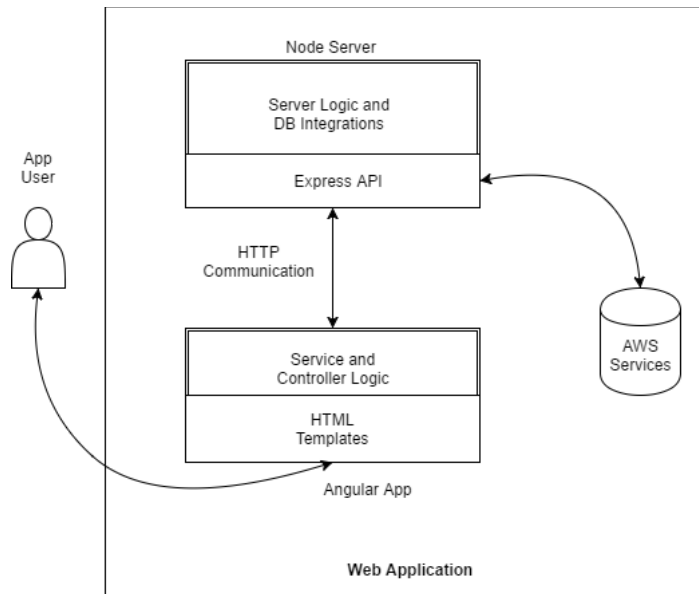 Node Server
Server Logic and
DB Integrations
Express API
App
User
HTTP
Communication
AWS
Services
Service and
Controller Logic
HTML
Templates
Angular App
Web Application